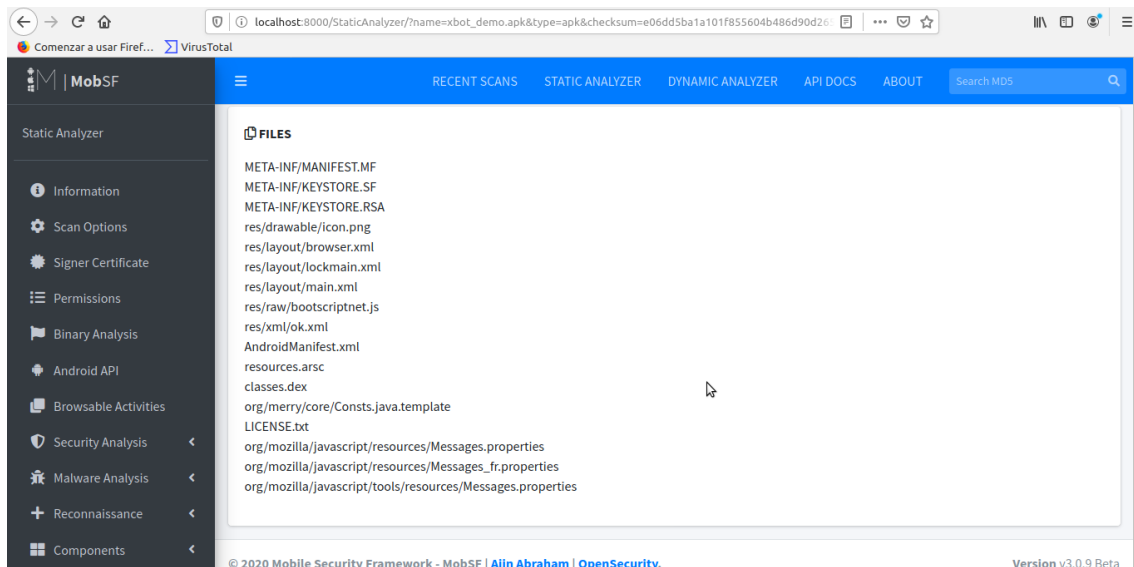 localhost:8000/StaticAnalyzer/?name=xbot_demo.apk&type=apk&checksum=e06dd5ba1a101f855604b486d90d265
Comenzar a usar Firef… VirusTotal
MobSF
RECENT SCANS STATIC ANALYZER DYNAMIC ANALYZER API DOCS ABOUT Search MD5
Static Analyzer
Information
Scan Options
Signer Certificate
Permissions
Binary Analysis
Android API
Browsable Activities
Security Analysis
Malware Analysis
Reconnaissance
Components
FILES
META-INF/MANIFEST.MF
META-INF/KEYSTORE.SF
META-INF/KEYSTORE.RSA
res/drawable/icon.png
res/layout/browser.xml
res/layout/lockmain.xml
res/layout/main.xml
res/raw/bootscriptnet.js
res/xml/ok.xml
AndroidManifest.xml
resources.arsc
classes.dex
org/merry/core/Consts.java.template
LICENSE.txt
org/mozilla/javascript/resources/Messages.properties
org/mozilla/javascript/resources/Messages_fr.properties
org/mozilla/javascript/tools/resources/Messages.properties
© 2020 Mobile Security Framework - MobSF | Ajin Abraham | OpenSecurity. Version v3.0.9 Beta